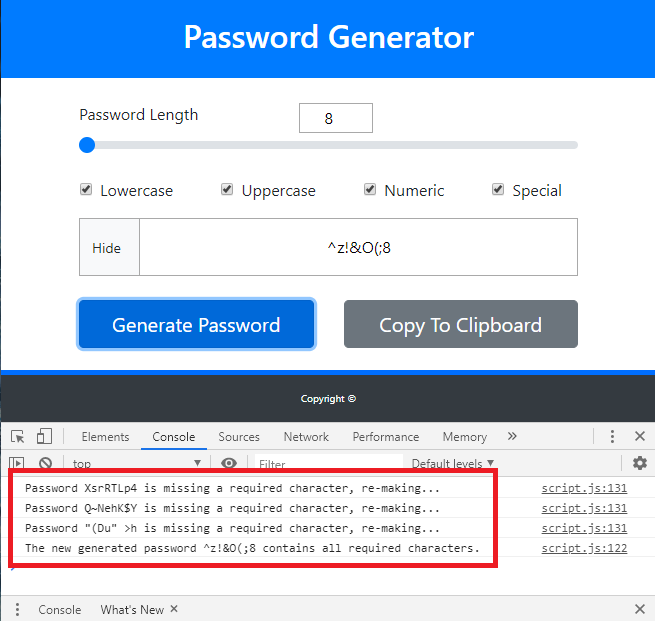 Password Generator
Password Length 8
Lowercase Uppercase Numeric Special
Hide ^z!&O(;8
Generate Password Copy To Clipboard
Copyright ©
Elements Console Sources Network Performance Memory »
top Filter Default levels
Password XsrRTLp4 is missing a required character, re-making... script.js:131
Password Q~NehK$Y is missing a required character, re-making... script.js:131
Password "(Du" >h is missing a required character, re-making... script.js:131
The new generated password ^z!&O(;8 contains all required characters. script.js:122
Console What's New